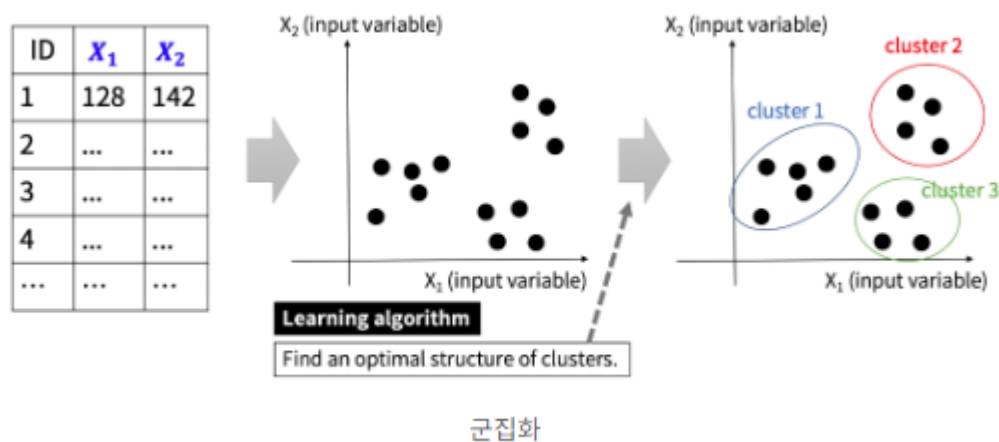 ID X₁ X₂
1 128 142
2 ... ...
3 ... ...
4 ... ...
... ... ...
X₂ (input variable)
X₁ (input variable)
Learning algorithm
Find an optimal structure of clusters.
X₂ (input variable)
cluster 2
cluster 1
cluster 3
X₁ (input variable)
군집화